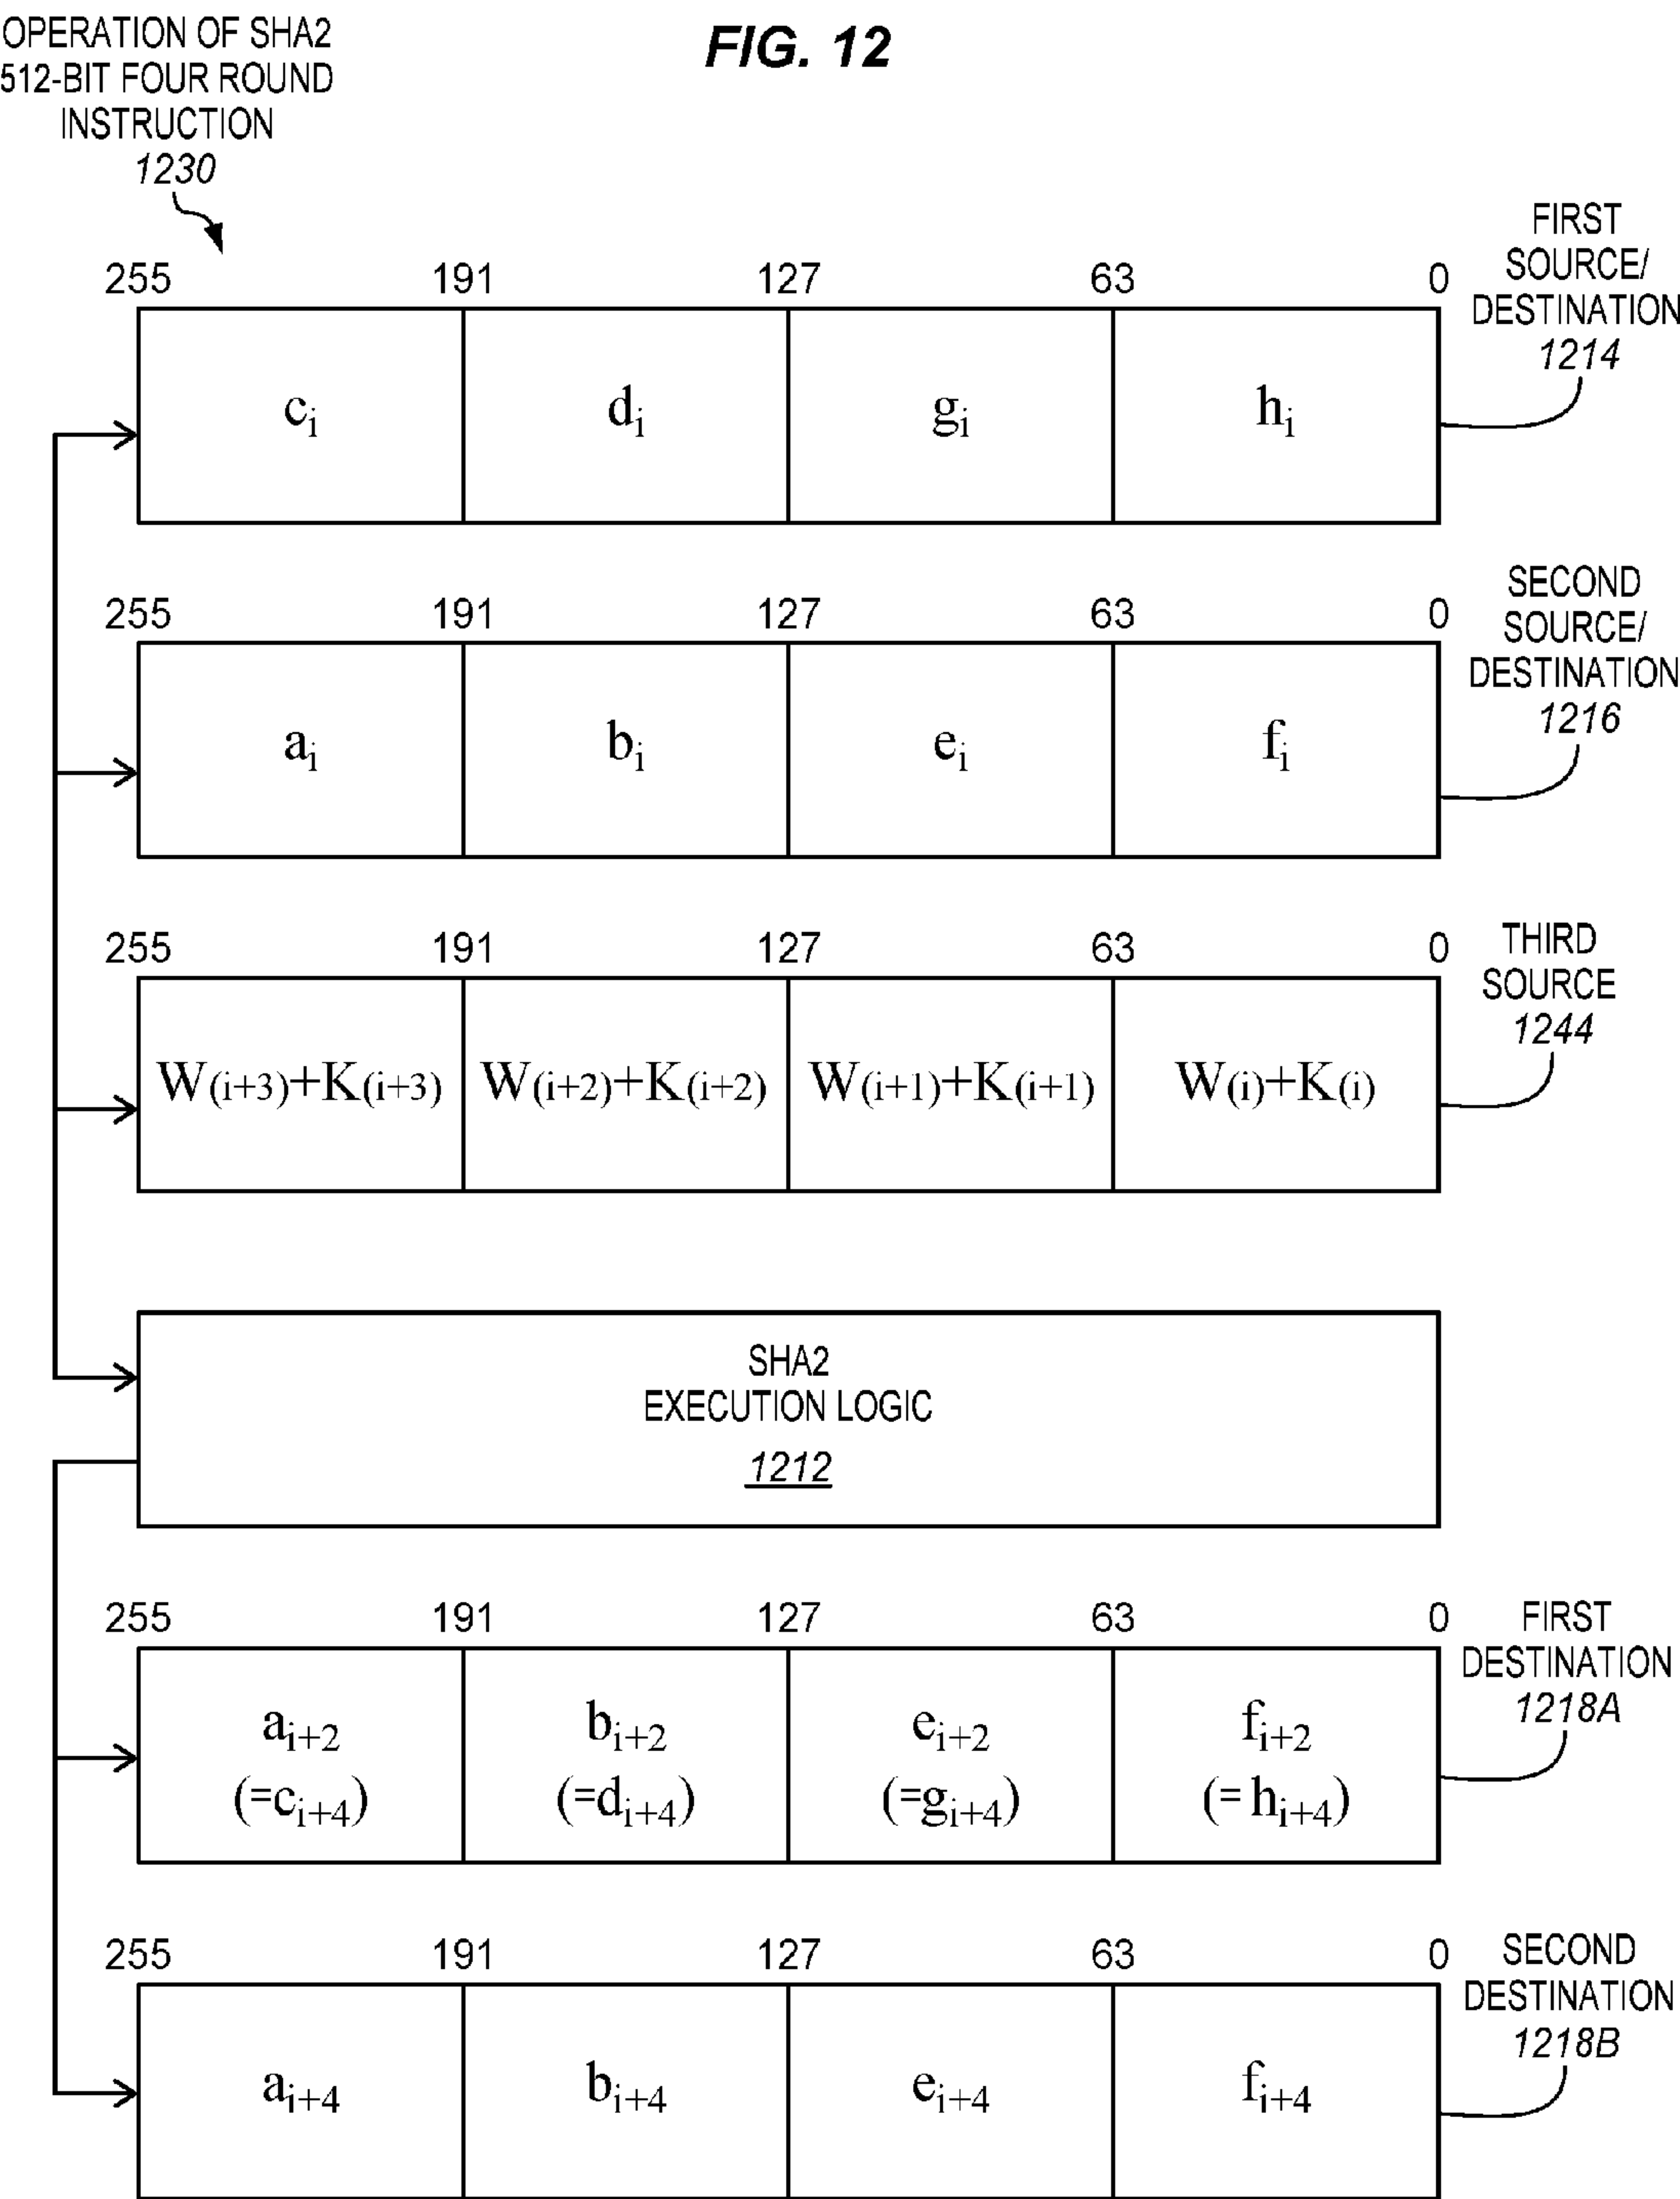 OPERATION OF SHA2
512-BIT FOUR ROUND
INSTRUCTION
1230
FIG. 12
FIRST
SOURCE/
DESTINATION
1214
255 191 127 63 0
cᵢ dᵢ gᵢ hᵢ
SECOND
SOURCE/
DESTINATION
1216
255 191 127 63 0
aᵢ bᵢ eᵢ fᵢ
THIRD
SOURCE
1244
255 191 127 63 0
W(i+3)+K(i+3) W(i+2)+K(i+2) W(i+1)+K(i+1) W(i)+K(i)
SHA2
EXECUTION LOGIC
1212
255 191 127 63 0
FIRST
DESTINATION
1218A
aᵢ₊₂ bᵢ₊₂ eᵢ₊₂ fᵢ₊₂
(=cᵢ₊₄) (=dᵢ₊₄) (=gᵢ₊₄) (=hᵢ₊₄)
255 191 127 63 0
SECOND
DESTINATION
1218B
aᵢ₊₄ bᵢ₊₄ eᵢ₊₄ fᵢ₊₄